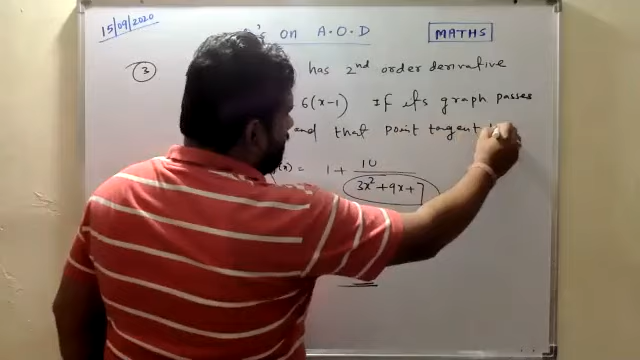 15/09/2020
's on A.O.D
MATHS
3
has 2nd order derivative
6(x-1) If its graph passes
and that point tangent
(x) = 1 + 10
3x² + 9x + 7